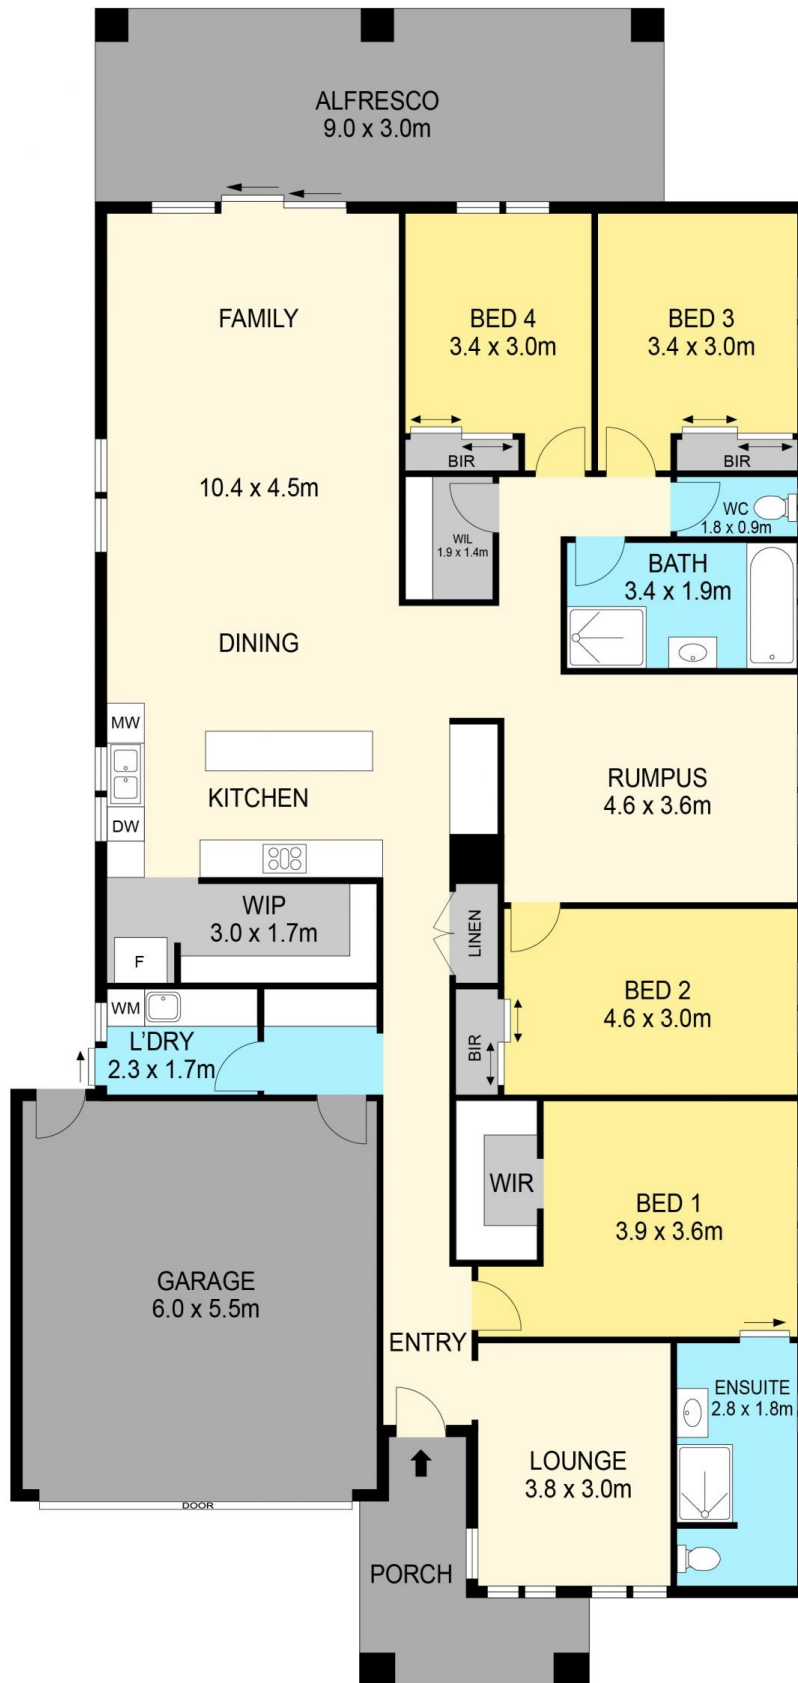 ALFRESCO
9.0 x 3.0m
FAMILY
BED 4
3.4 x 3.0m
BED 3
3.4 x 3.0m
BIR
BIR
10.4 x 4.5m
WIL
1.9 x 1.4m
WC
1.8 x 0.9m
BATH
3.4 x 1.9m
DINING
MW
KITCHEN
DW
RUMPUS
4.6 x 3.6m
WIP
3.0 x 1.7m
F
LINEN
WM
L'DRY
2.3 x 1.7m
BIR
BED 2
4.6 x 3.0m
WIR
BED 1
3.9 x 3.6m
GARAGE
6.0 x 5.5m
ENTRY
ENSUITE
2.8 x 1.8m
LOUNGE
3.8 x 3.0m
DOOR
PORCH